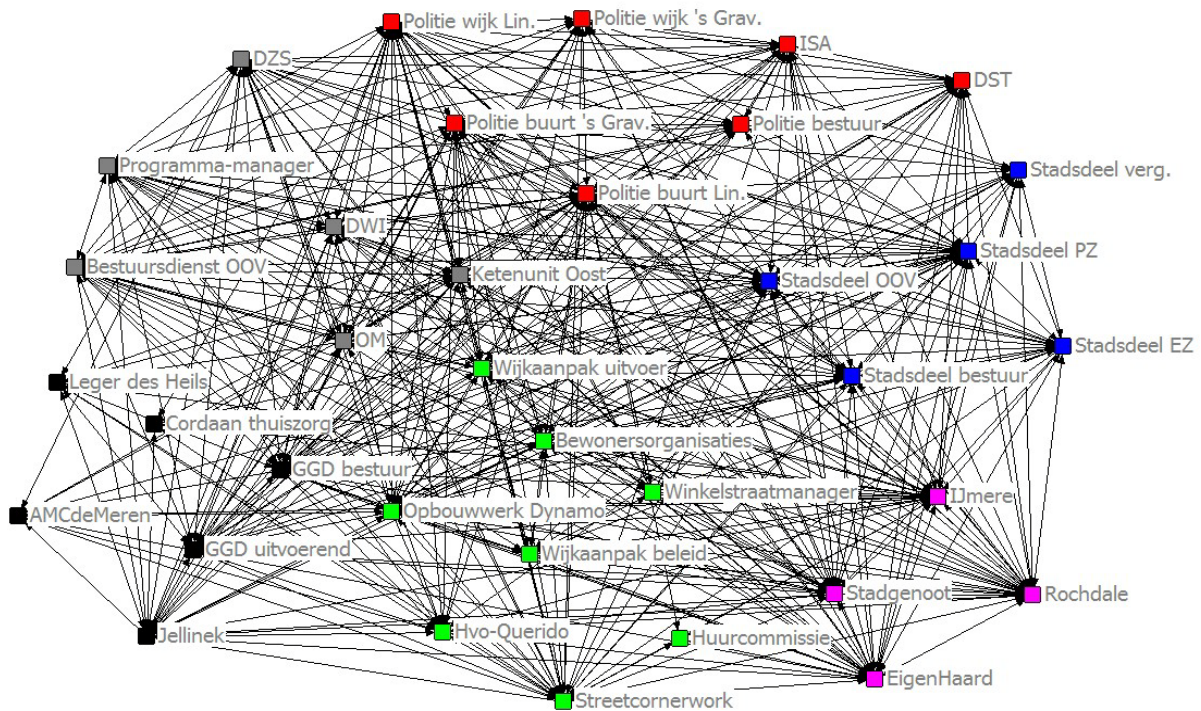 Politie wijk Lin.
Politie wijk 's Grav.
ISA
DZS
DST
Politie buurt 's Grav.
Politie bestuur
Programma-manager
Stadsdeel verg.
Politie buurt Lin.
DWI
Stadsdeel PZ
Bestuursdienst OOV
Ketenunit Oost
Stadsdeel OOV
OM
Stadsdeel EZ
Wijkaanpak uitvoer
Stadsdeel bestuur
Leger des Heils
Cordaan thuiszorg
Bewonersorganisaties
GGD bestuur
Winkelstraatmanager
IJmere
AMCdeMeren
Opbouwwerk Dynamo
GGD uitvoerend
Wijkaanpak beleid
Stadgenoot
Rochdale
Jellinek
Hvo-Querido
Huurcommissie
EigenHaard
Streetcornerwork